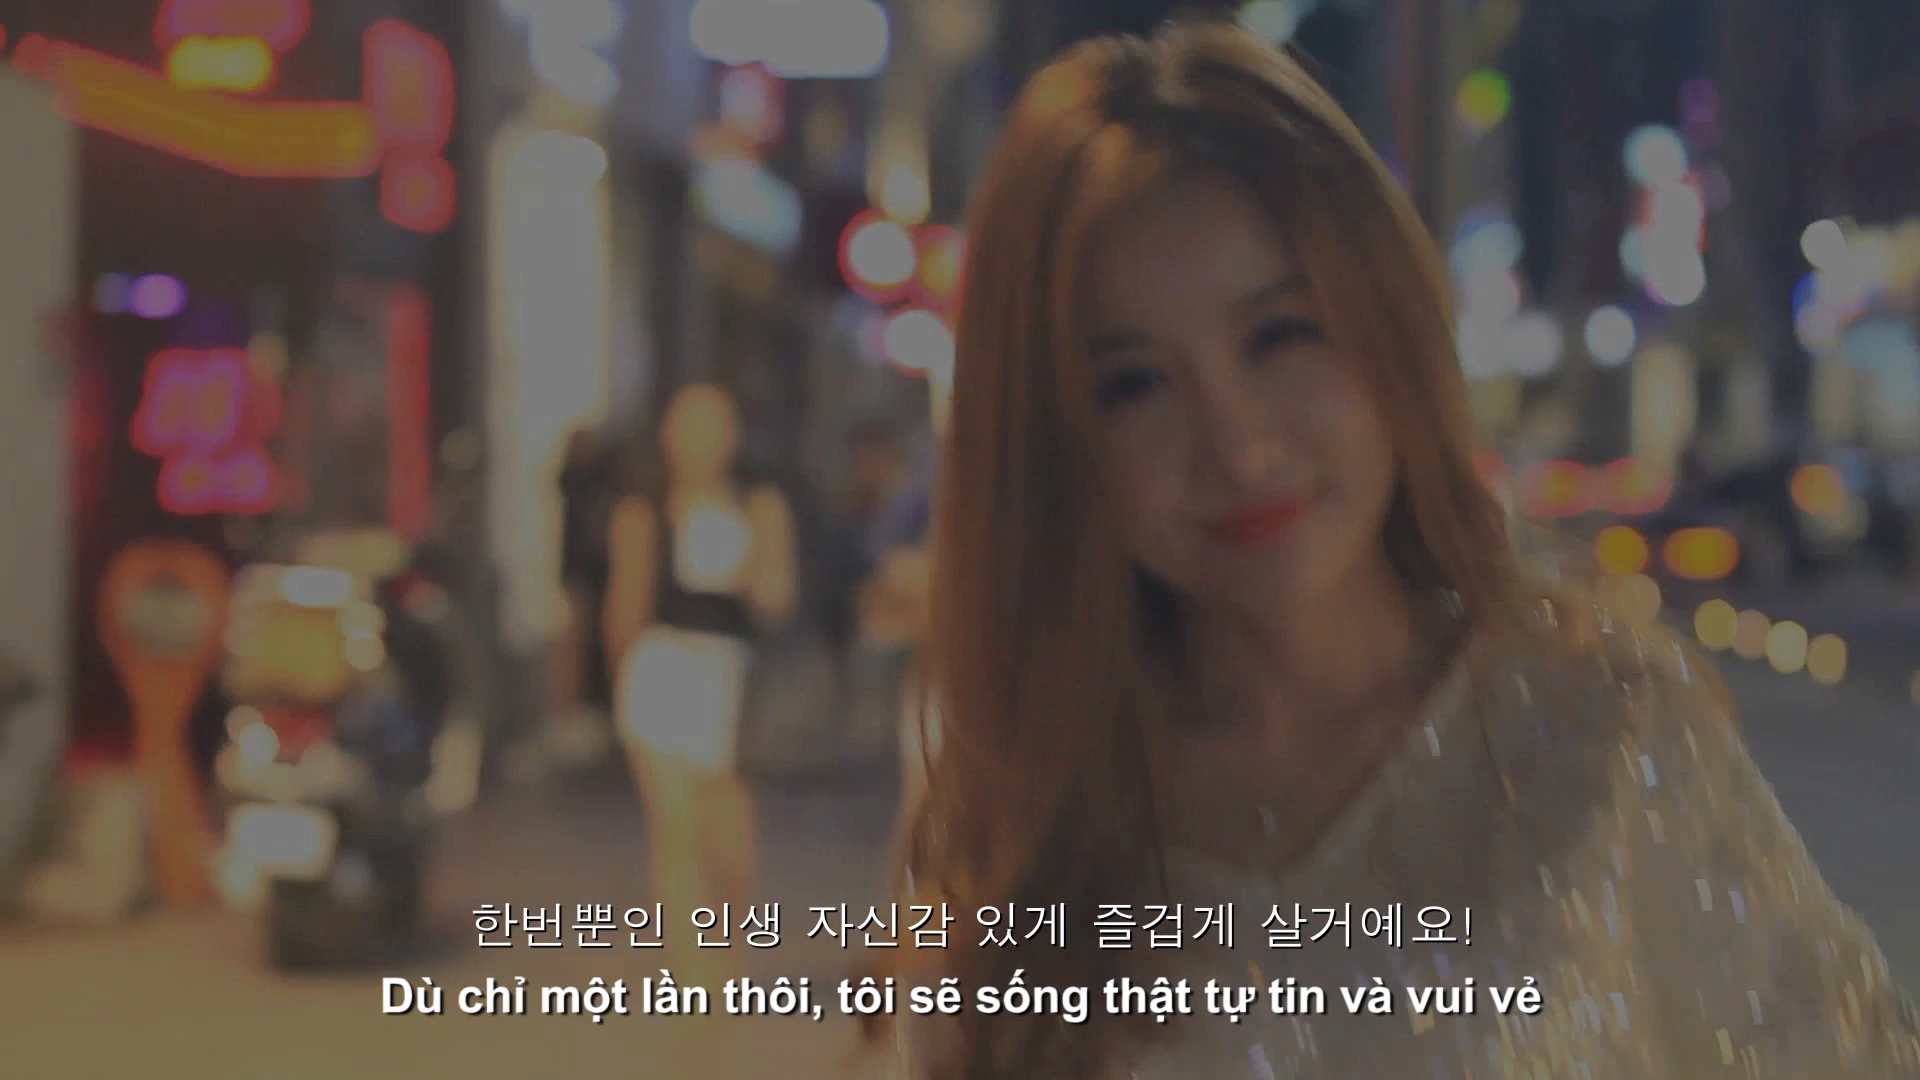 한번뿐인 인생 자신감 있게 즐겁게 살거예요!
Dù chỉ một lần thôi, tôi sẽ sống thật tự tin và vui vẻ